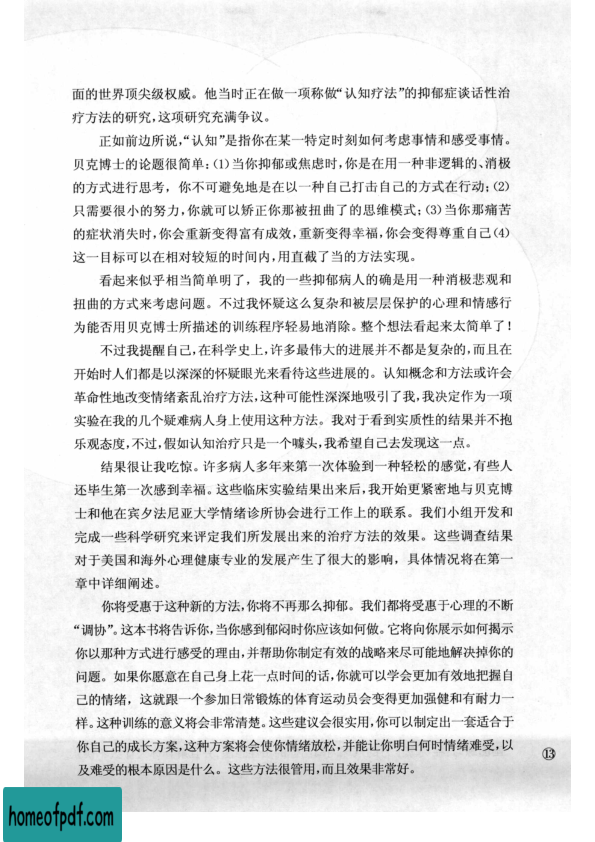 面的世界顶尖级权威。他当时正在做一项称做“认知疗法”的抑郁症谈话性治
疗方法的研究,这项研究充满争议。
正如前边所说,“认知”是指你在某一特定时刻如何考虑事情和感受事情。
贝克博士的论题很简单:(1)当你抑郁或焦虑时,你是在用一种非逻辑的、消极
的方式进行思考，你不可避免地是在以一种自己打击自己的方式在行动;(2)
只需要很小的努力,你就可以矫正你那被扭曲了的思维模式;(3)当你那痛苦
的症状消失时,你会重新变得富有成效,重新变得幸福,你会变得尊重自己(4)
这一目标可以在相对较短的时间内,用直截了当的方法实现。
看起来似乎相当简单明了，我的一些抑郁病人的确是用一种消极悲观和
扭曲的方式来考虑问题。不过我怀疑这么复杂和被层层保护的心理和情感行
为能否用贝克博士所描述的训练程序轻易地消除。整个想法看起来太简单了!
不过我提醒自己,在科学史上,许多最伟大的进展并不都是复杂的,而且在
开始时人们都是以深深的怀疑眼光来看待这些进展的。认知概念和方法或许会
革命性地改变情绪紊乱治疗方法,这种可能性深深地吸引了我,我决定作为一项
实验在我的几个疑难病人身上使用这种方法。我对于看到实质性的结果并不抱
乐观态度,不过,假如认知治疗只是一个噱头,我希望自己去发现这一点。
结果很让我吃惊。许多病人多年来第一次体验到一种轻松的感觉,有些人
还毕生第一次感到幸福。这些临床实验结果出来后,我开始更紧密地与贝克博
士和他在宾夕法尼亚大学情绪诊所协会进行工作上的联系。我们小组开发和
完成一些科学研究来评定我们所发展出来的治疗方法的效果。这些调查结果
对于美国和海外心理健康专业的发展产生了很大的影响，具体情况将在第一
章中详细阐述。
你将受惠于这种新的方法,你将不再那么抑郁。我们都将受惠于心理的不断
“调协”。这本书将告诉你,当你感到郁闷时你应该如何做。它将向你展示如何揭示
你以那种方式进行感受的理由,并帮助你制定有效的战略来尽可能地解决掉你的
问题。如果你愿意在自己身上花一点时间的话,你就可以学会更加有效地把握自
己的情绪，这就跟一个参加日常锻炼的体育运动员会变得更加强健和有耐力一
样。这种训练的意义将会非常清楚。这些建议会很实用,你可以制定出一套适合于
你自己的成长方案,这种方案将会使你情绪放松,并能让你明白何时情绪难受,以
及难受的根本原因是什么。这些方法很管用,而且效果非常好。
⑬
homeofpdf.com